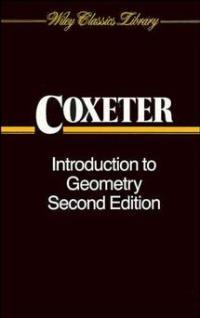 Wiley Classics Library
COXETER
Introduction to
Geometry
Second Edition